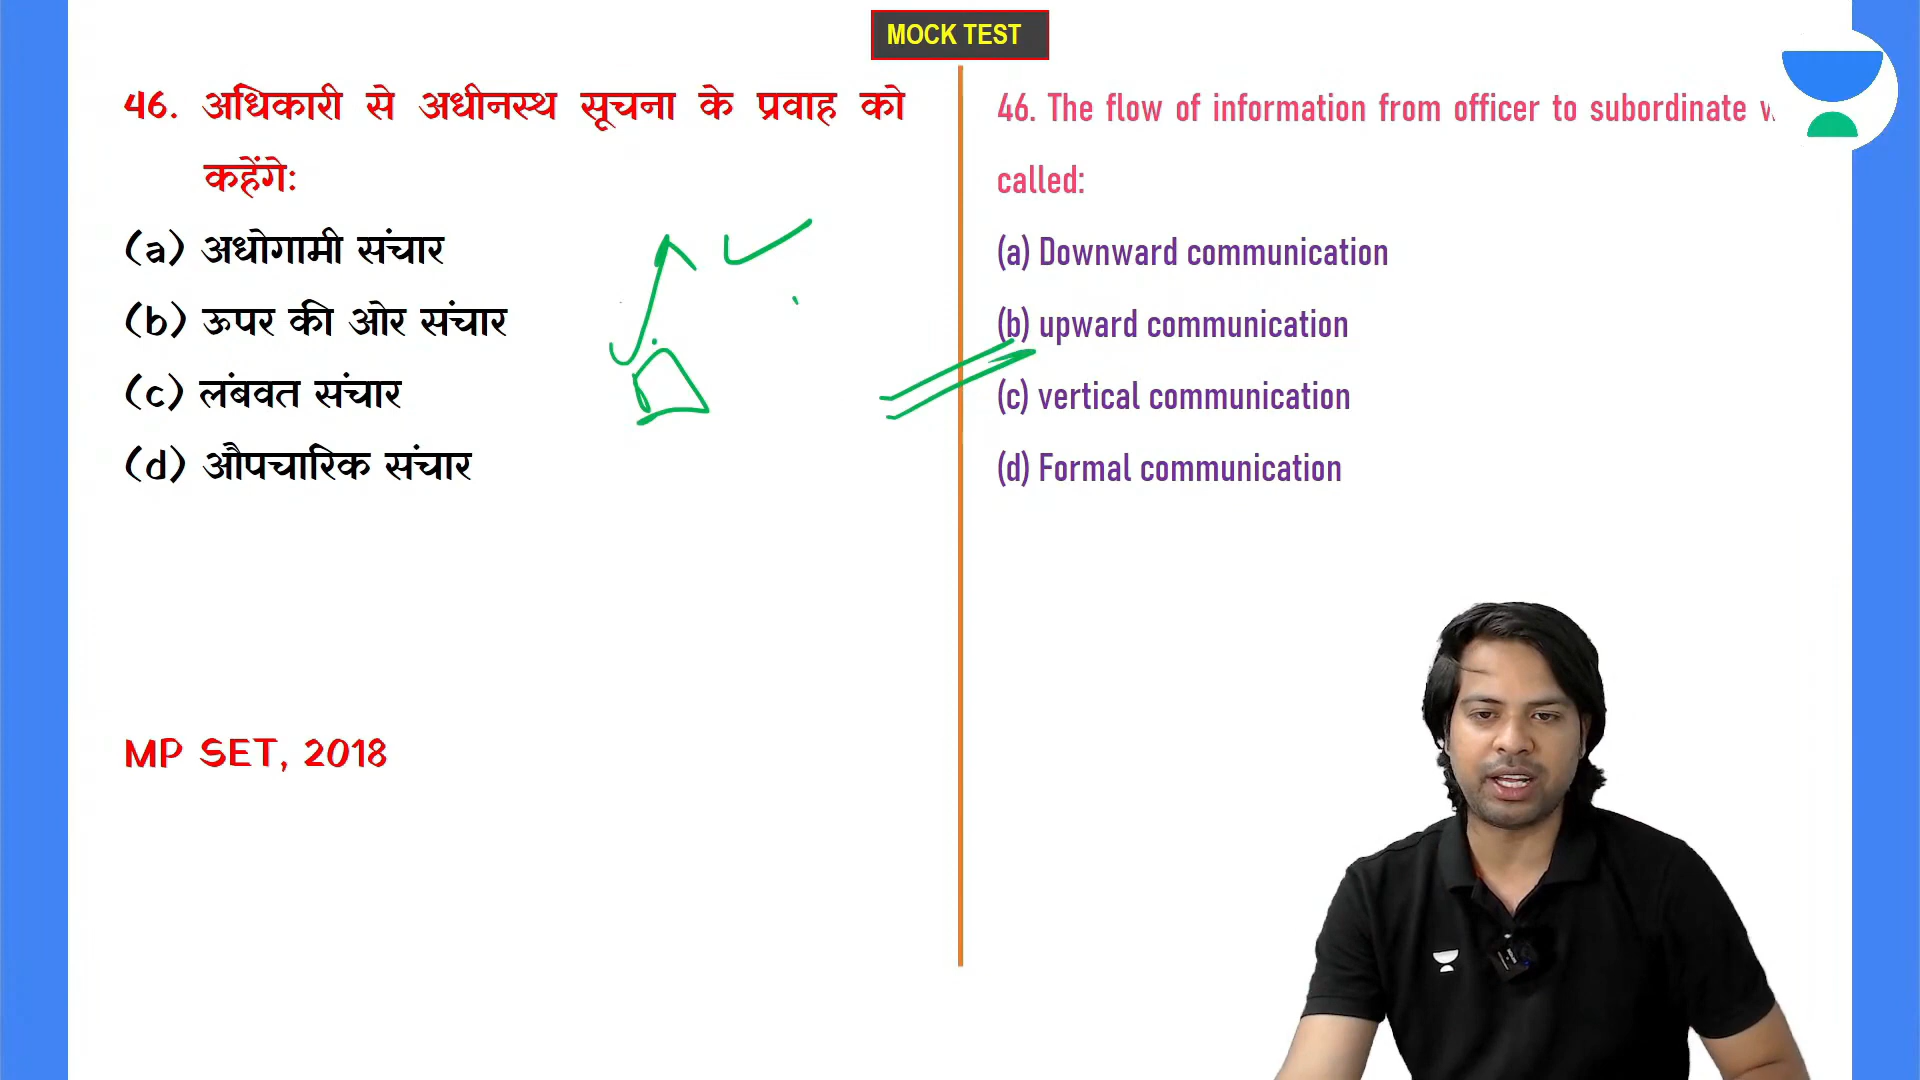 MOCK TEST
46. अधिकारी से अधीनस्थ सूचना के प्रवाह को
कहेंगे:
(a) अधोगामी संचार
(b) ऊपर की ओर संचार
(c) लंबवत संचार
(d) औपचारिक संचार
MP SET, 2018
46. The flow of information from officer to subordinate
called:
(a) Downward communication
(b) upward communication
(c) vertical communication
(d) Formal communication